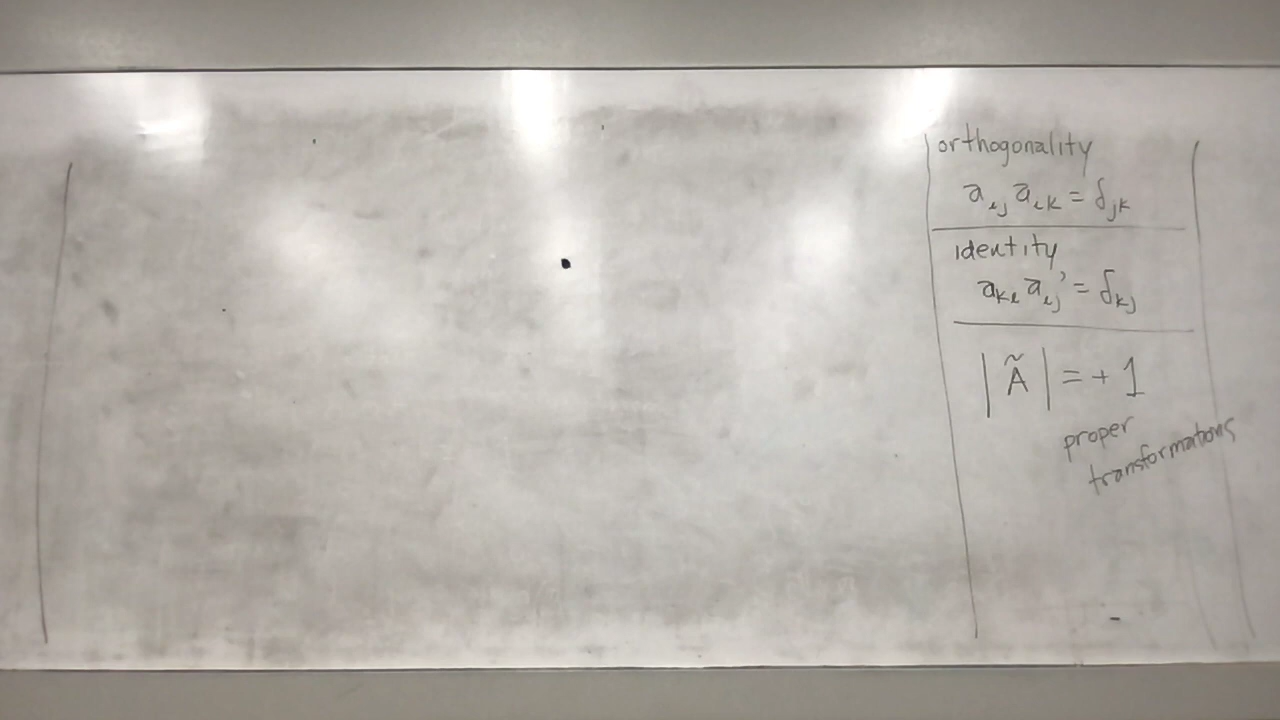 orthogonality
a_ij a_ik = δ_jk
identity
a_ki a_ij' = δ_kj
|Ã| = + 1
proper
transformations